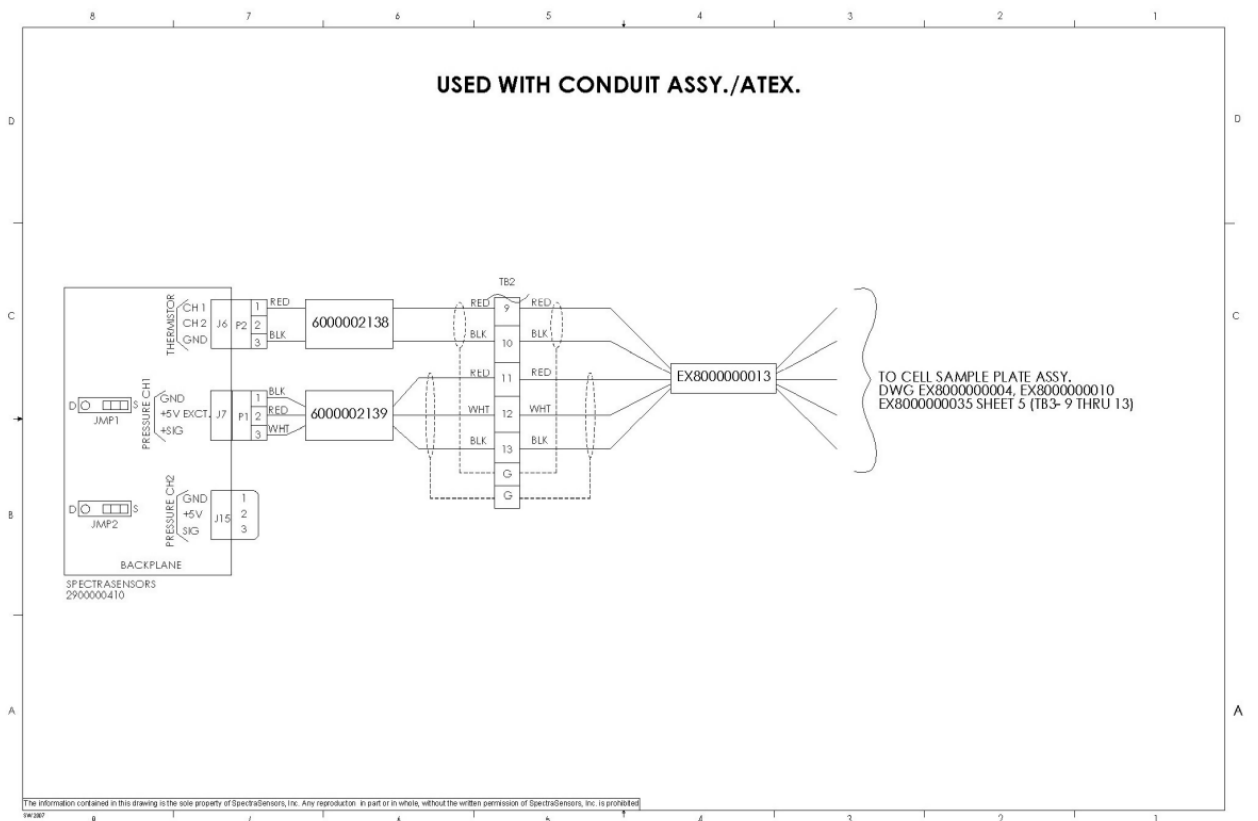 8 7 6 5 4 3 2 1
USED WITH CONDUIT ASSY./ATEX.
D D
C C
B B
A A
THERMISTOR
CH 1
CH 2
GND
J6
P2
1
2
3
RED
BLK
6000002138
TB2
RED 9 RED
BLK 10 BLK
RED 11 RED
WHT 12 WHT
BLK 13 BLK
G
G
EX8000000013
TO CELL SAMPLE PLATE ASSY.
DWG EX8000000004, EX8000000010
EX8000000035 SHEET 5 (TB3- 9 THRU 13)
D S
JMP1
PRESSURE CH1
GND
+5V EXCT.
+SIG
J7
P1
1
2
3
BLK
RED
WHT
6000002139
D S
JMP2
PRESSURE CH2
GND
+5V
SIG
J15
1
2
3
BACKPLANE
SPECTRASENSORS
2900000410
The information contained in this drawing is the sole property of SpectraSensors, Inc. Any reproducton in part or in whole, without the written permission of SpectraSensors, Inc. is prohibited
SW2007
8 7 6 5 4 3 2 1